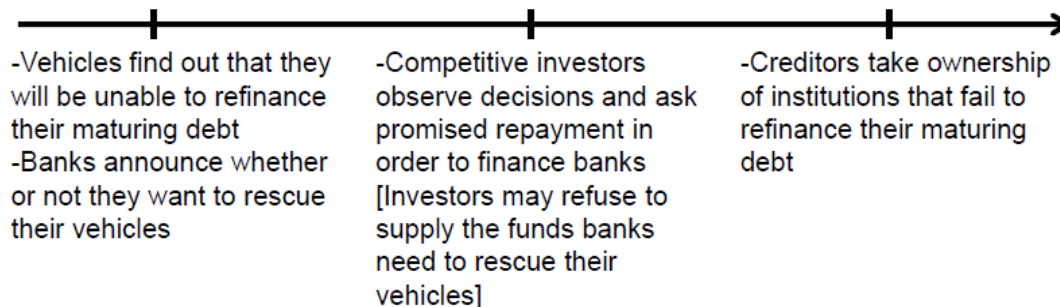 -Vehicles find out that they
will be unable to refinance
their maturing debt
-Banks announce whether
or not they want to rescue
their vehicles
-Competitive investors
observe decisions and ask
promised repayment in
order to finance banks
[Investors may refuse to
supply the funds banks
need to rescue their
vehicles]
-Creditors take ownership
of institutions that fail to
refinance their maturing
debt